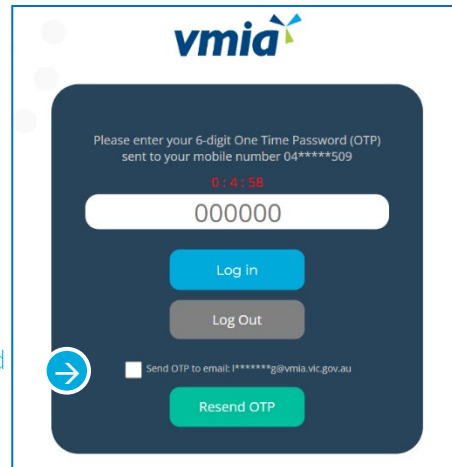 vmia
Please enter your 6-digit One Time Password (OTP)
sent to your mobile number 04*****509
0 : 4 : 58
000000
Log in
Log Out
d
Send OTP to email: l*******g@vmia.vic.gov.au
Resend OTP